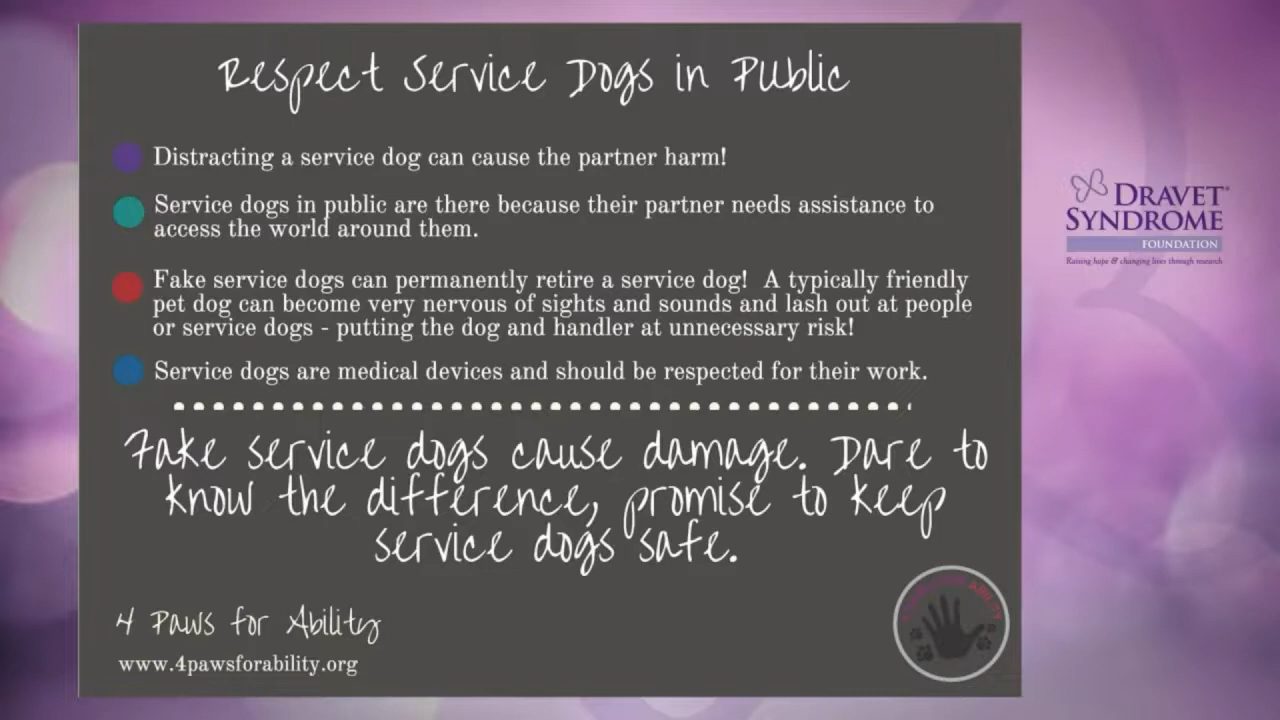 Respect Service Dogs in Public
Distracting a service dog can cause the partner harm!
Service dogs in public are there because their partner needs assistance to
access the world around them.
Fake service dogs can permanently retire a service dog! A typically friendly
pet dog can become very nervous of sights and sounds and lash out at people
or service dogs - putting the dog and handler at unnecessary risk!
Service dogs are medical devices and should be respected for their work.
Fake service dogs cause damage. Dare to
know the difference, promise to keep
service dogs safe.
4 Paws for Ability
www.4pawsforability.org
DRAVET
SYNDROME
FOUNDATION
Raising hope & changing lives through research
ABILITY